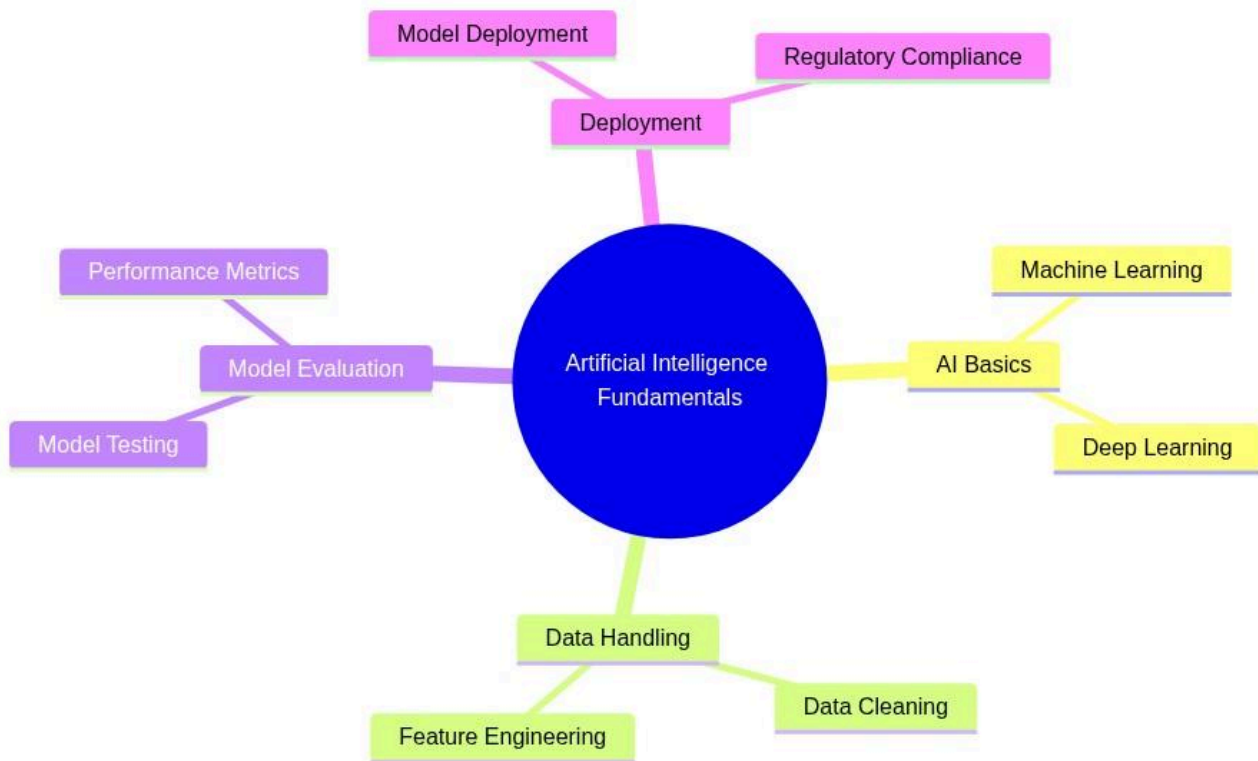 Model Deployment
Regulatory Compliance
Deployment
Performance Metrics
Machine Learning
Model Evaluation
Artificial Intelligence
Fundamentals
AI Basics
Model Testing
Deep Learning
Data Handling
Data Cleaning
Feature Engineering